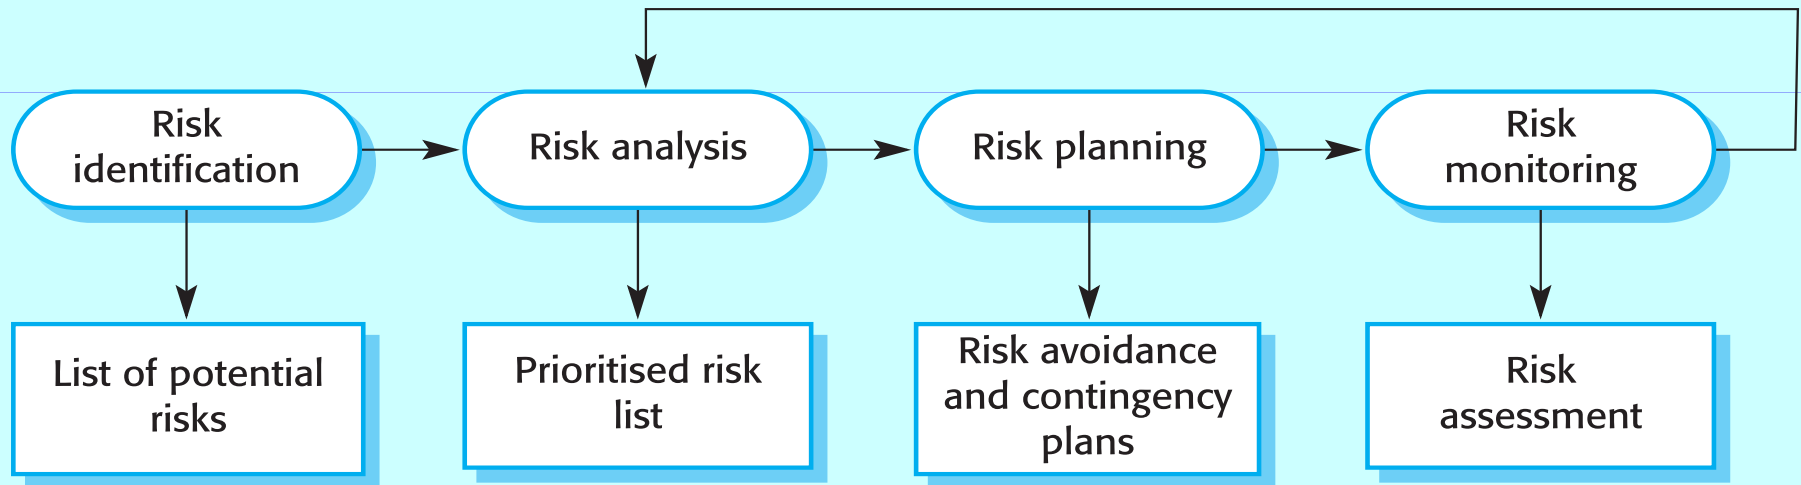 Risk
identification
Risk analysis
Risk planning
Risk
monitoring
List of potential
risks
Prioritised risk
list
Risk avoidance
and contingency
plans
Risk
assessment